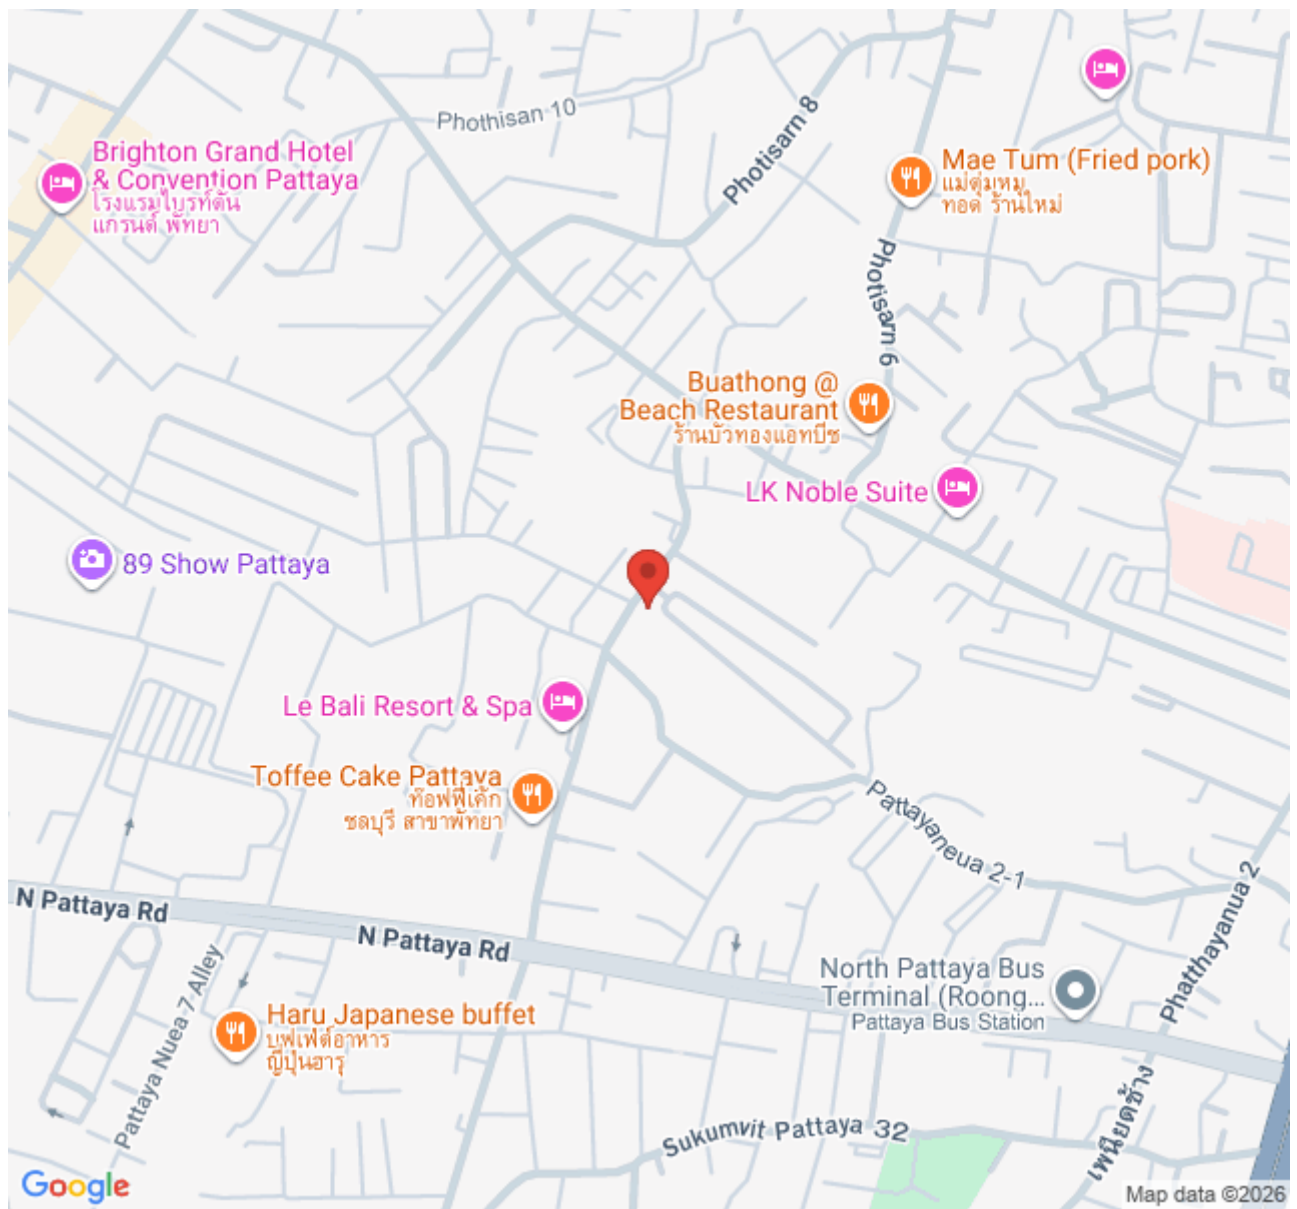 Phothisan 10
Photisarn 8
Brighton Grand Hotel
& Convention Pattaya
โรงแรมไบรท์ตัน
แกรนด์ พัทยา
Mae Tum (Fried pork)
แม่ตุ่มหมู
ทอด ร้านใหม่
Photisarn 6
Buathong @
Beach Restaurant
ร้านบัวทองแอทบีช
LK Noble Suite
89 Show Pattaya
Le Bali Resort & Spa
Toffee Cake Pattaya
ท๊อฟฟี่เค้ก
ชลบุรี สาขาพัทยา
Pattayaneua 2-1
N Pattaya Rd
N Pattaya Rd
Phatthayanua 2
Pattaya Nuea 7 Alley
North Pattaya Bus
Terminal (Roong...
Pattaya Bus Station
Haru Japanese buffet
บุฟเฟ่ต์อาหาร
ญี่ปุ่นฮารุ
Sukumvit Pattaya 32
เพนียดช้าง
Google
Map data ©2026